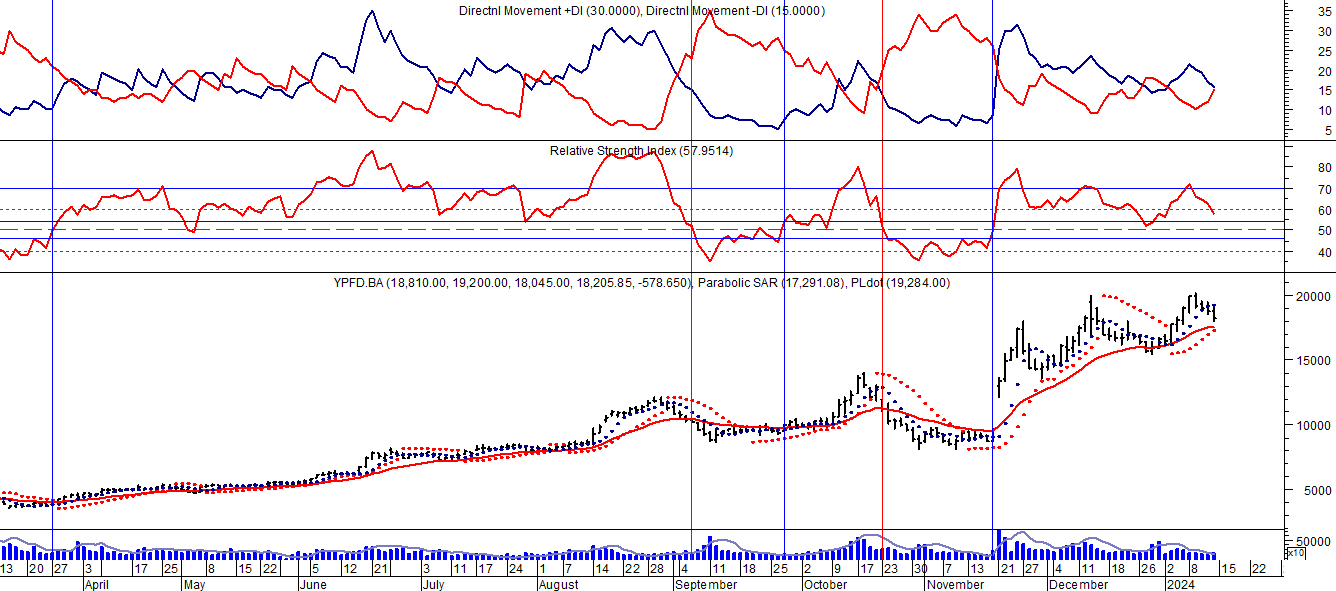 Directnl Movement +DI (30.0000), Directnl Movement -DI (15.0000)
35
30
25
20
15
10
5
Relative Strength Index (57.9514)
80
70
60
50
40
YPFD.BA (18,810.00, 19,200.00, 18,045.00, 18,205.85, -578.650), Parabolic SAR (17,291.08), PLdot (19,284.00)
20000
15000
10000
5000
50000
x10
13 20 27 3 17 25 8 15 22 29 5 12 21 3 11 17 24 1 7 14 22 28 4 11 18 25 2 9 17 23 30 7 13 21 27 4 11 18 26 2 8 15 22
April May June July August September October November December 2024